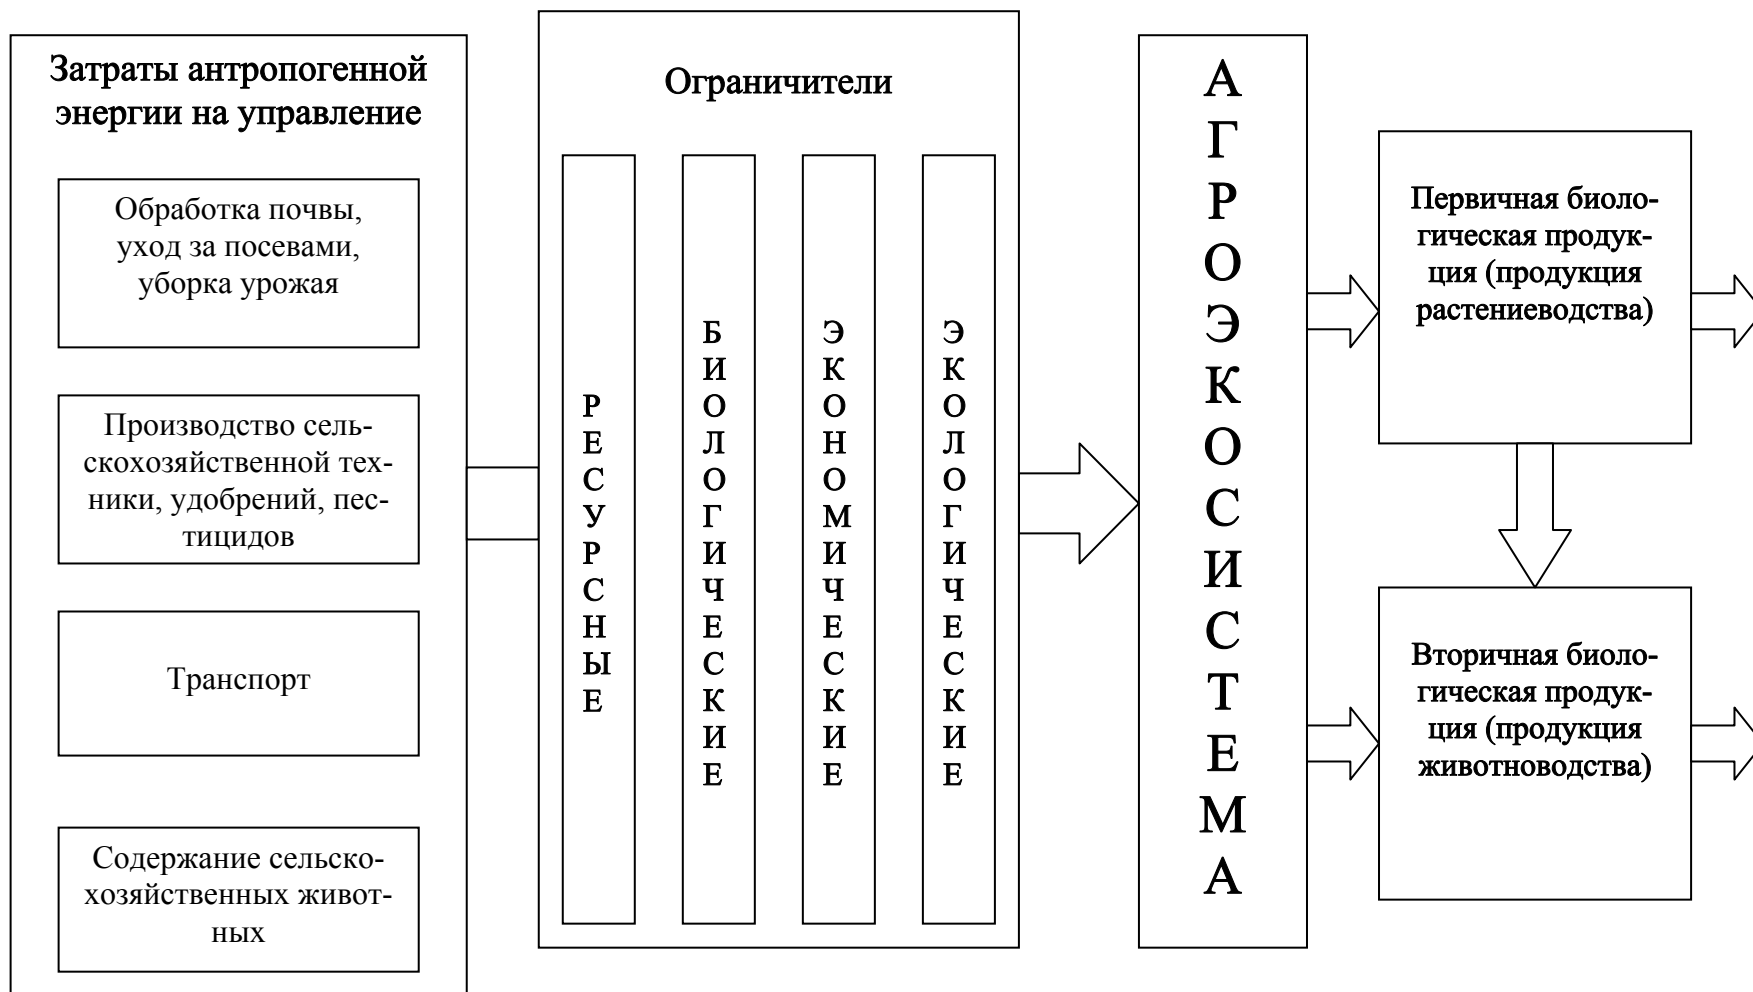 Затраты антропогенной
энергии на управление
Обработка почвы,
уход за посевами,
уборка урожая
Производство сель-
скохозяйственной тех-
ники, удобрений, пес-
тицидов
Транспорт
Содержание сельско-
хозяйственных живот-
ных
Ограничители
РЕСУРСНЫЕ
БИОЛОГИЧЕСКИЕ
ЭКОНОМИЧЕСКИЕ
ЭКОЛОГИЧЕСКИЕ
АГРОЭКОСИСТЕМА
Первичная биоло-
гическая продук-
ция (продукция
растениеводства)
Вторичная биоло-
гическая продук-
ция (продукция
животноводства)